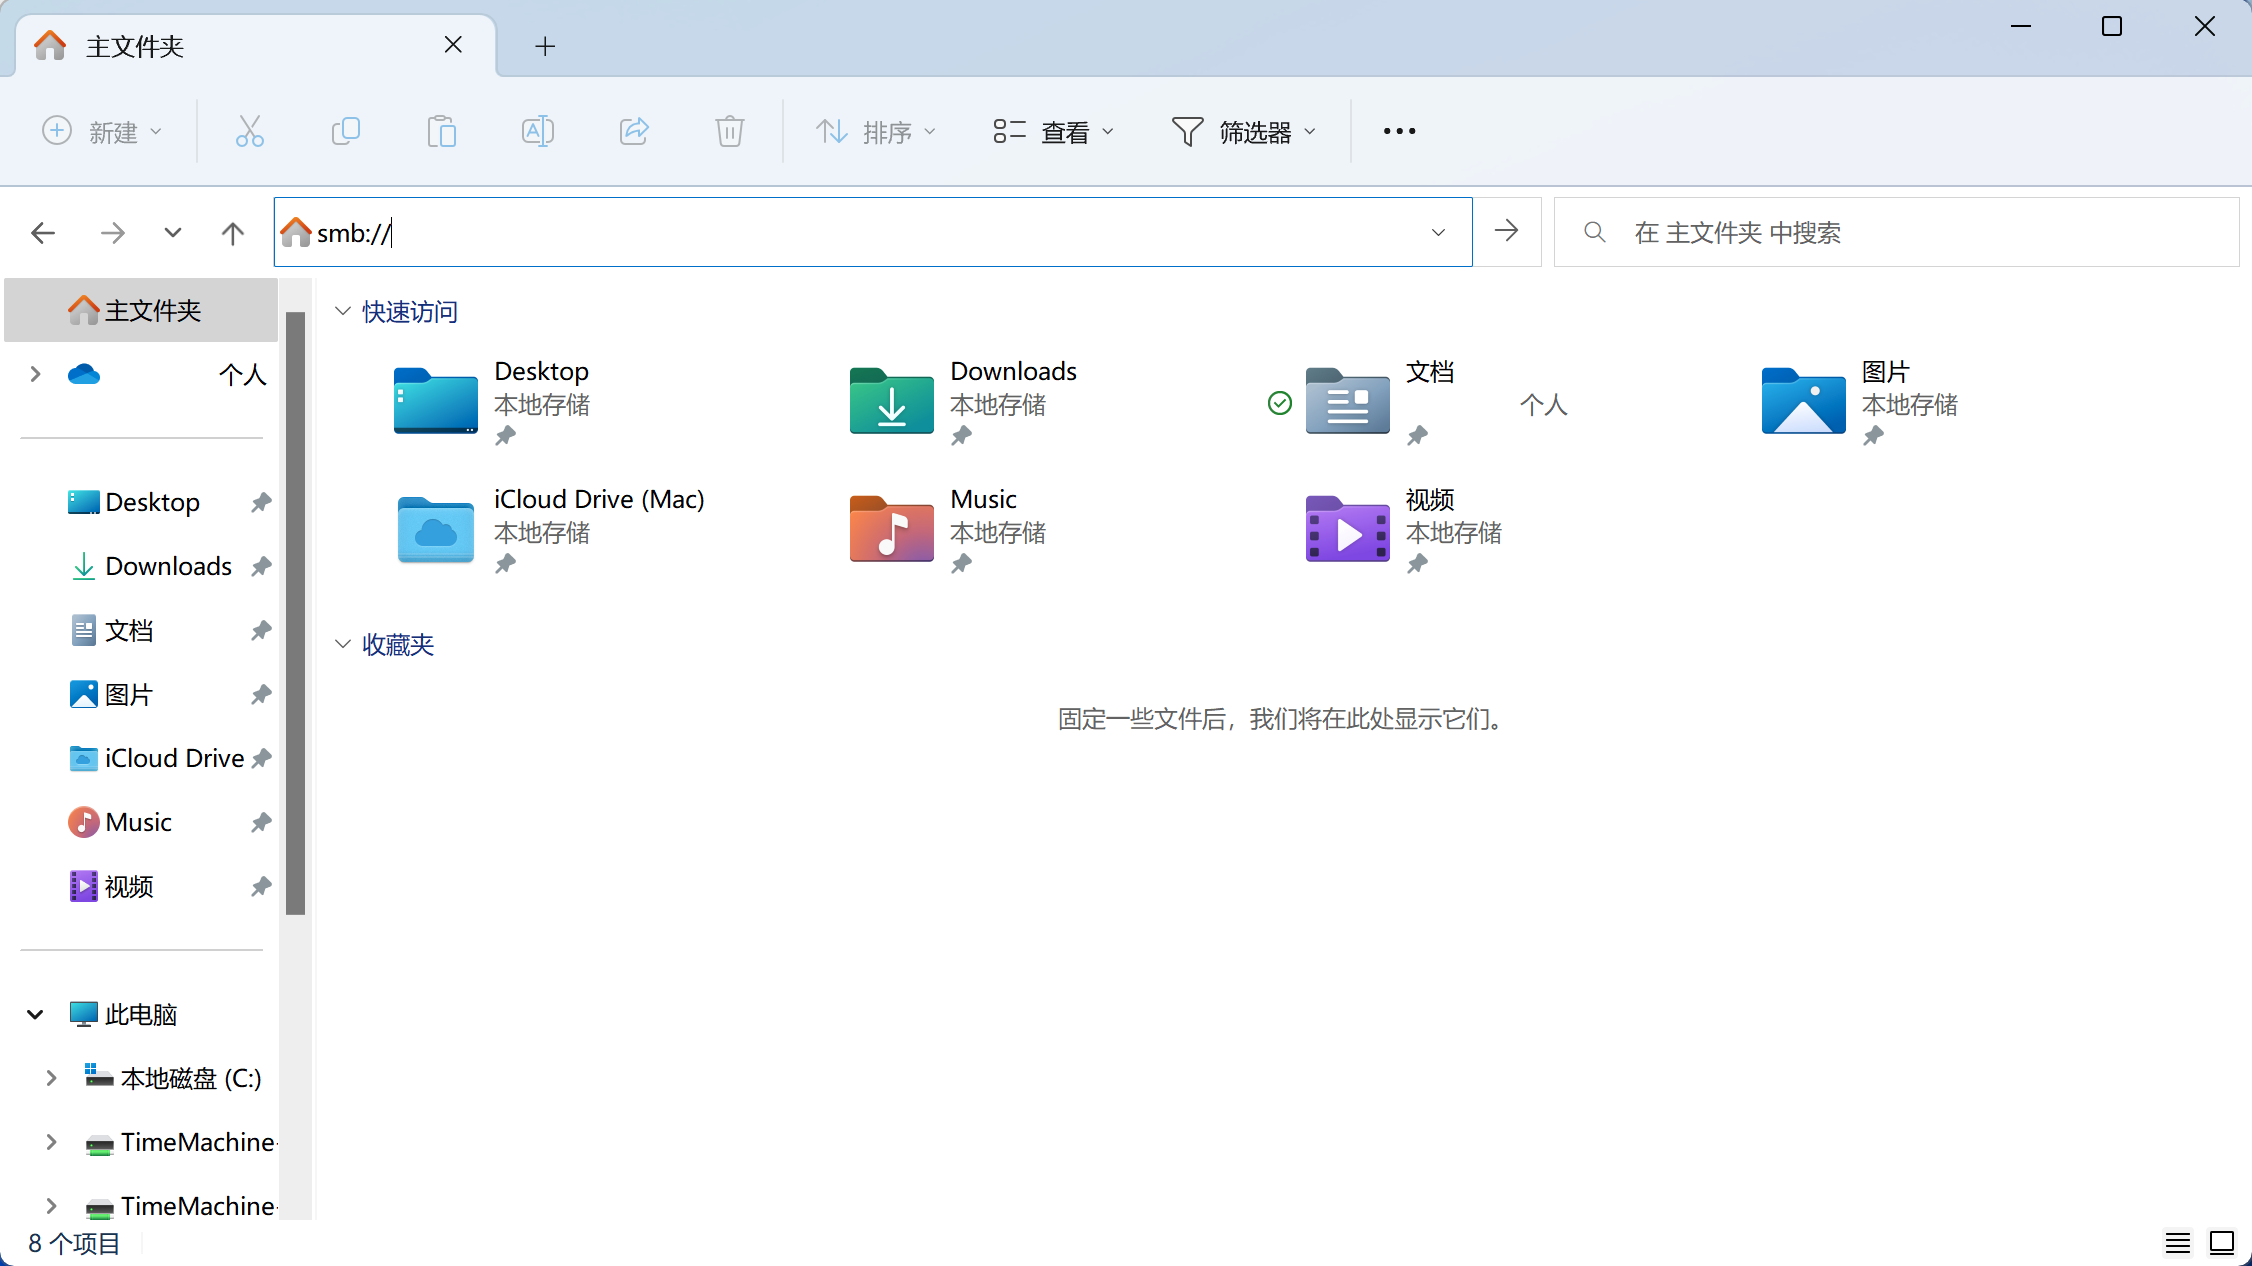 主文件夹
新建
排序
查看
筛选器
smb://
在 主文件夹 中搜索
主文件夹
个人
Desktop
Downloads
文档
图片
iCloud Drive
Music
视频
此电脑
本地磁盘 (C:)
TimeMachine-
TimeMachine-
快速访问
Desktop
本地存储
Downloads
本地存储
文档
个人
图片
本地存储
iCloud Drive (Mac)
本地存储
Music
本地存储
视频
本地存储
收藏夹
固定一些文件后，我们将在此处显示它们。
8 个项目